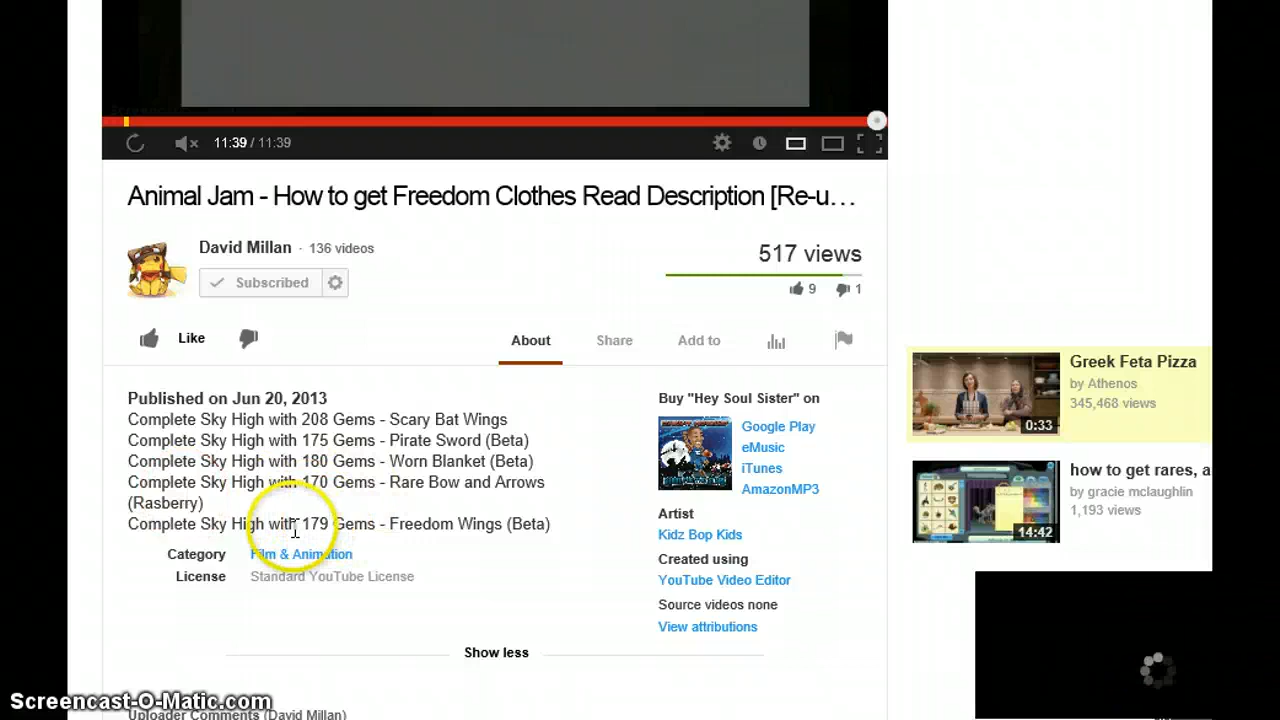 11:39 / 11:39
Animal Jam - How to get Freedom Clothes Read Description [Re-u…
David Millan · 136 videos
Subscribed
517 views
9 1
Like
About Share Add to
Published on Jun 20, 2013
Complete Sky High with 208 Gems - Scary Bat Wings
Complete Sky High with 175 Gems - Pirate Sword (Beta)
Complete Sky High with 180 Gems - Worn Blanket (Beta)
Complete Sky High with 170 Gems - Rare Bow and Arrows
(Rasberry)
Complete Sky High with 179 Gems - Freedom Wings (Beta)
Category Film & Animation
License Standard YouTube License
Buy "Hey Soul Sister" on
Google Play
eMusic
iTunes
AmazonMP3
Artist
Kidz Bop Kids
Created using
YouTube Video Editor
Source videos none
View attributions
Show less
Uploader Comments (David Millan)
Greek Feta Pizza
by Athenos
345,468 views
0:33
how to get rares, a
by gracie mclaughlin
1,193 views
14:42
Screencast-O-Matic.com